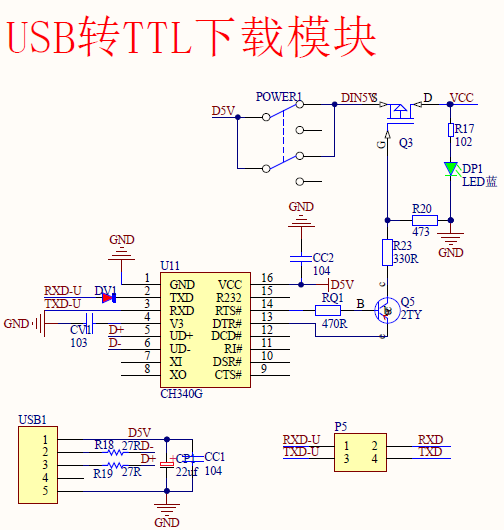 USB转TTL下载模块
POWER1
D5V
DIN5V
S
D
VCC
G
Q3
R17
102
DP1
LED蓝
GND
R20
473
GND
R23
330R
c
GND
CC2
104
D5V
RQ1
470R
B
Q5
2TY
e
U11
RXD-U
DV1
TXD-U
GND
CV1
103
D+
D-
1 GND VCC 16
2 TXD R232 15
3 RXD RTS# 14
4 V3 DTR# 13
5 UD+ DCD# 12
6 UD- RI# 11
7 XI DSR# 10
8 XO CTS# 9
CH340G
USB1
1
2
3
4
5
D5V
R18 27R D-
D+
R19 27R
22uf
CC1
104
GND
P5
RXD-U 1 2 RXD
TXD-U 3 4 TXD